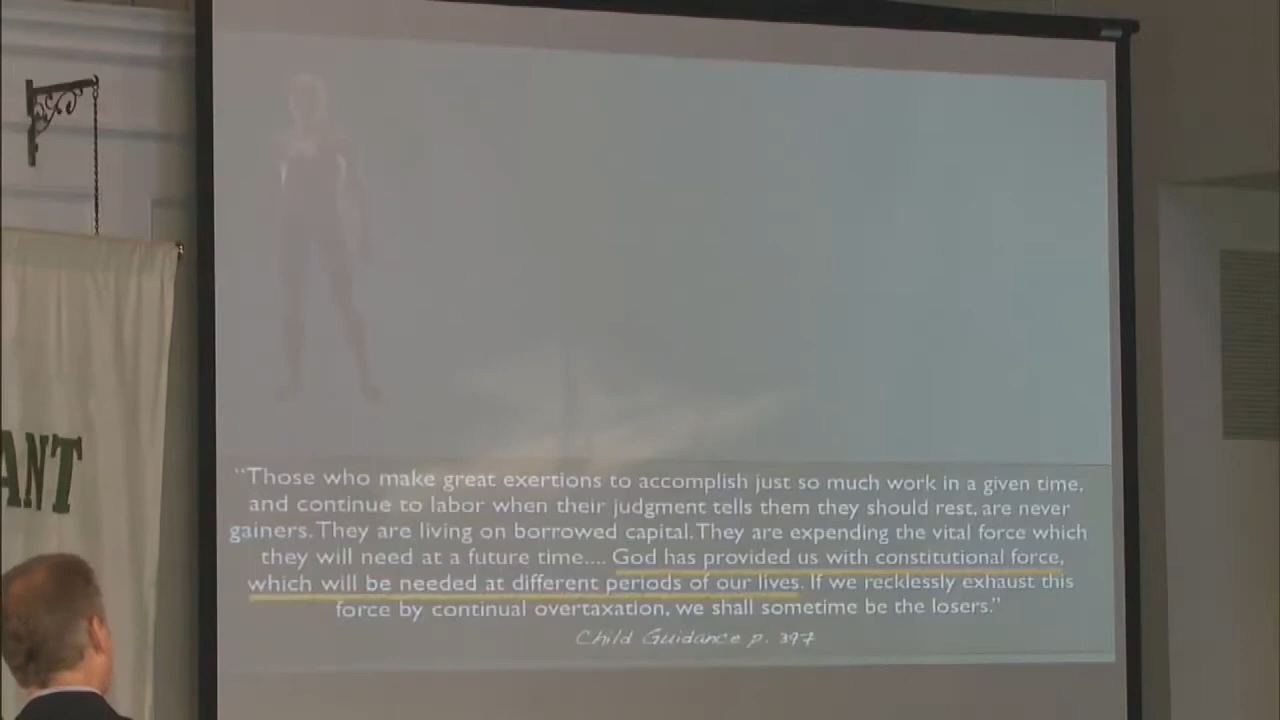 ANT
“Those who make great exertions to accomplish just so much work in a given time,
and continue to labor when their judgment tells them they should rest, are never
gainers. They are living on borrowed capital. They are expending the vital force which
they will need at a future time.... God has provided us with constitutional force,
which will be needed at different periods of our lives. If we recklessly exhaust this
force by continual overtaxation, we shall sometime be the losers.”
Child Guidance p. 397